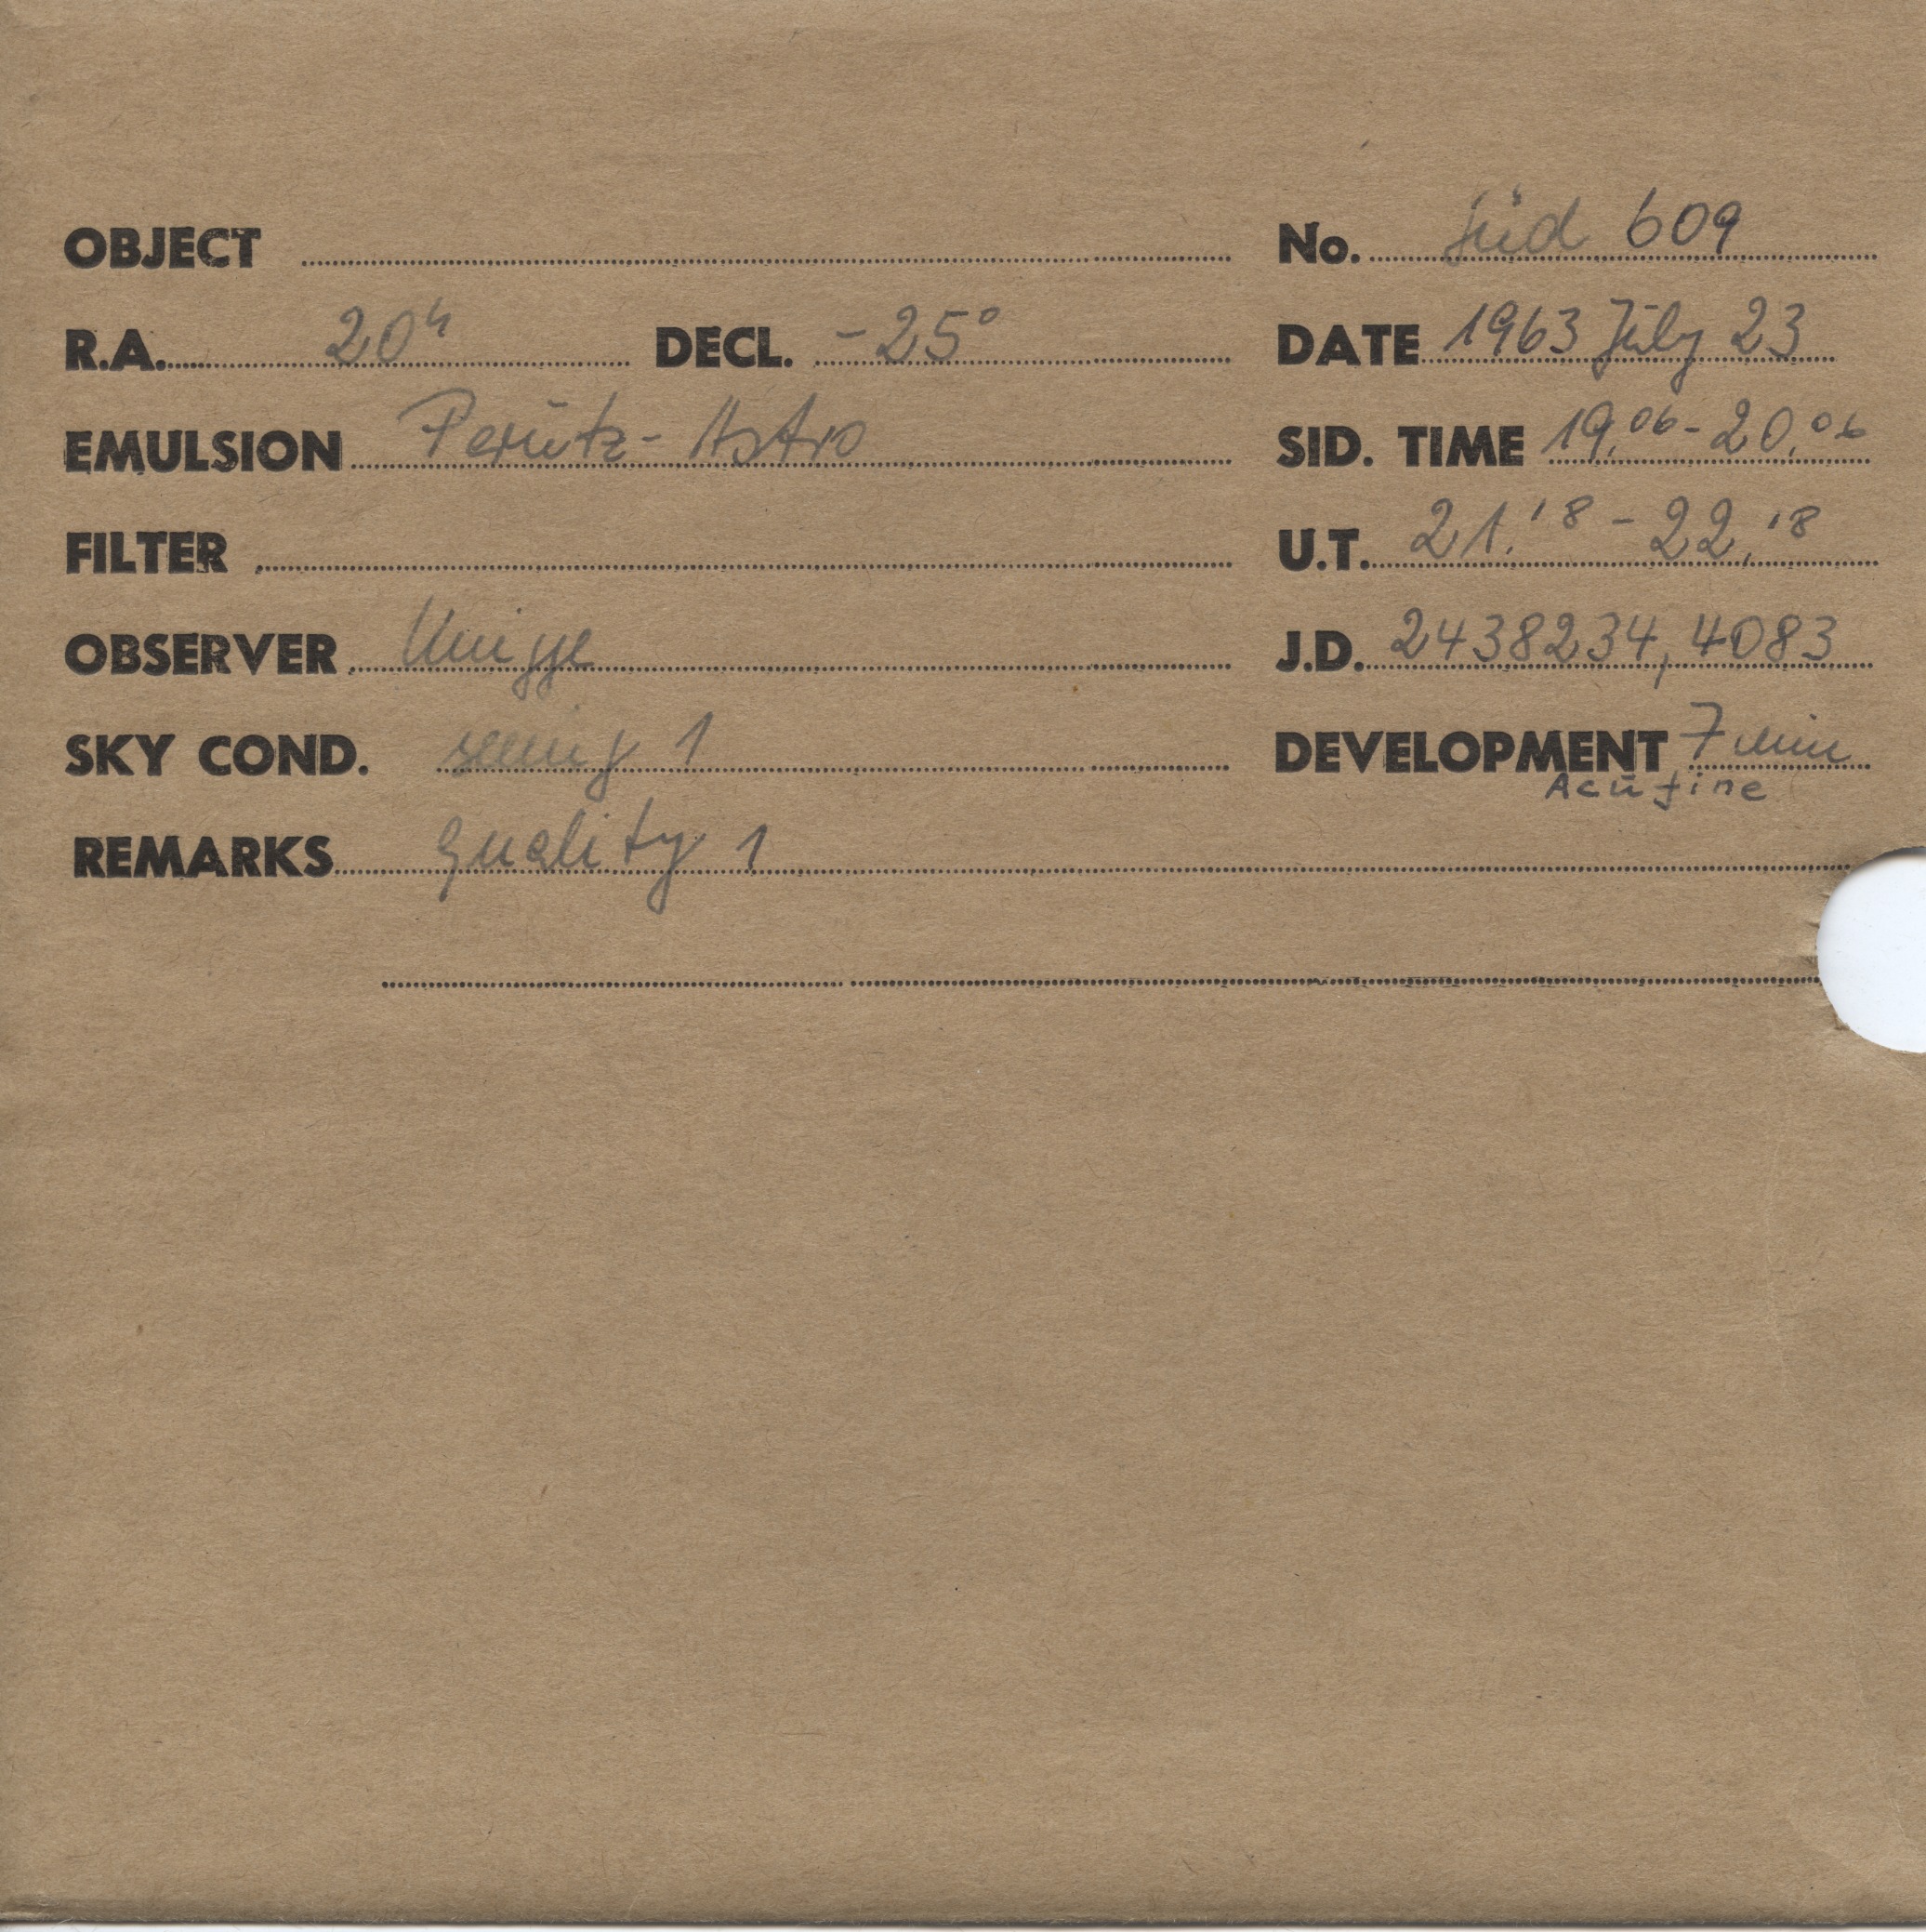 OBJECT No. Süd 609
R.A. 20h DECL. -25° DATE 1963 July 23
EMULSION Perutz-Astro SID. TIME 19.06-20.06
FILTER U.T. 21.18-22.18
OBSERVER Knigge J.D. 2438234,4083
SKY COND. seeing 1 DEVELOPMENT 7 min
Acufine
REMARKS quality 1